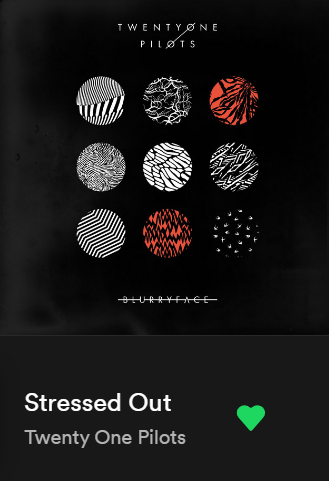 TWENTY ONE
PILOTS
BLURRYFACE
Stressed Out
Twenty One Pilots